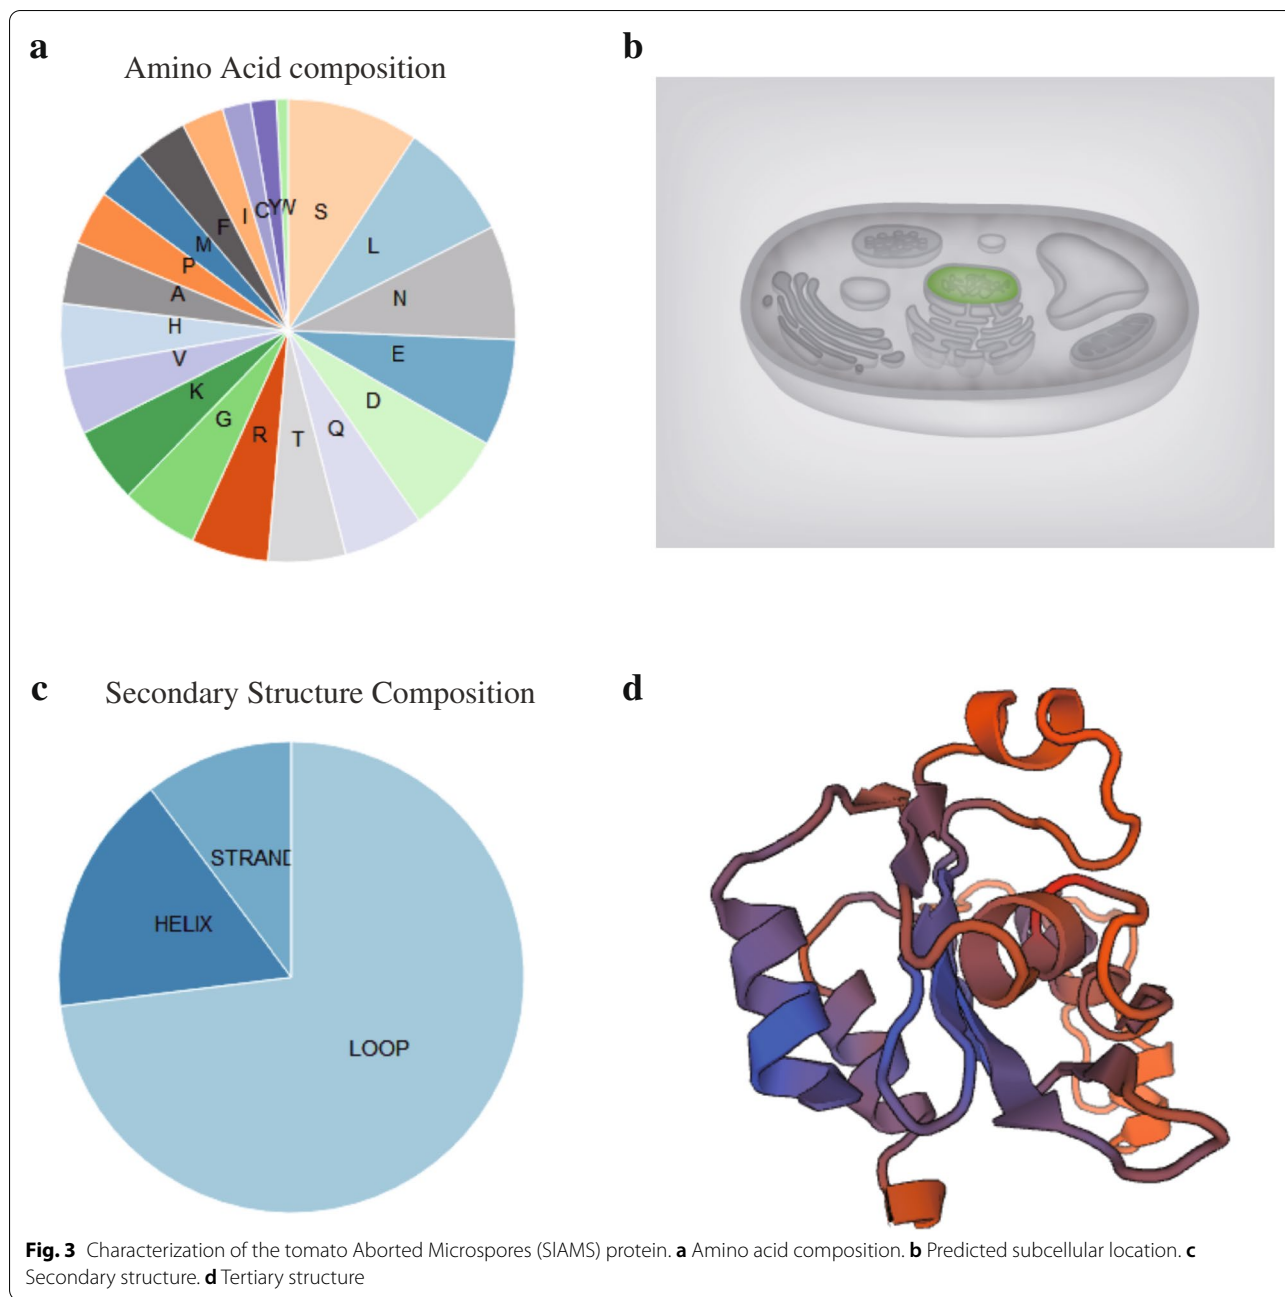 a
Amino Acid composition
b
S
L
N
E
D
Q
T
R
G
K
V
H
A
P
M
F
I
C
Y
W
c
Secondary Structure Composition
d
STRAND
HELIX
LOOP
Fig. 3 Characterization of the tomato Aborted Microspores (SlAMS) protein. a Amino acid composition. b Predicted subcellular location. c
Secondary structure. d Tertiary structure